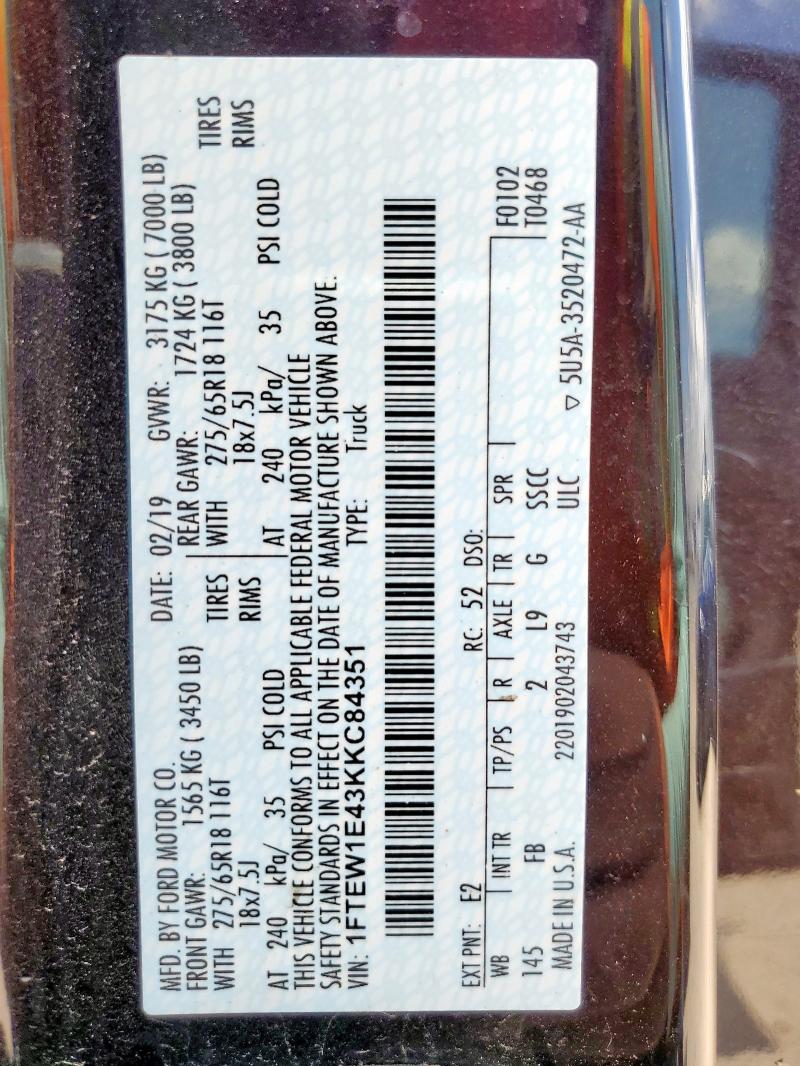 MFD. BY FORD MOTOR CO.
DATE: 02/19 GVWR: 3175 KG ( 7000 LB)
FRONT GAWR: 1565 KG ( 3450 LB)
REAR GAWR: 1724 KG ( 3800 LB)
WITH 275/65R18 116T TIRES
WITH 275/65R18 116T TIRES
18x7.5J RIMS
18x7.5J RIMS
AT 240 kPa/ 35 PSI COLD
AT 240 kPa/ 35 PSI COLD
THIS VEHICLE CONFORMS TO ALL APPLICABLE FEDERAL MOTOR VEHICLE
SAFETY STANDARDS IN EFFECT ON THE DATE OF MANUFACTURE SHOWN ABOVE.
VIN: 1FTEW1E43KKC84351 TYPE: Truck
EXT PNT: E2 RC: 52 DSO:
WB INT TR TP/PS R AXLE TR SPR F0102
145 FB 2 L9 G SSCC T0468
MADE IN U.S.A. 2201902043743 ULC
▽ 5U5A-3520472-AA